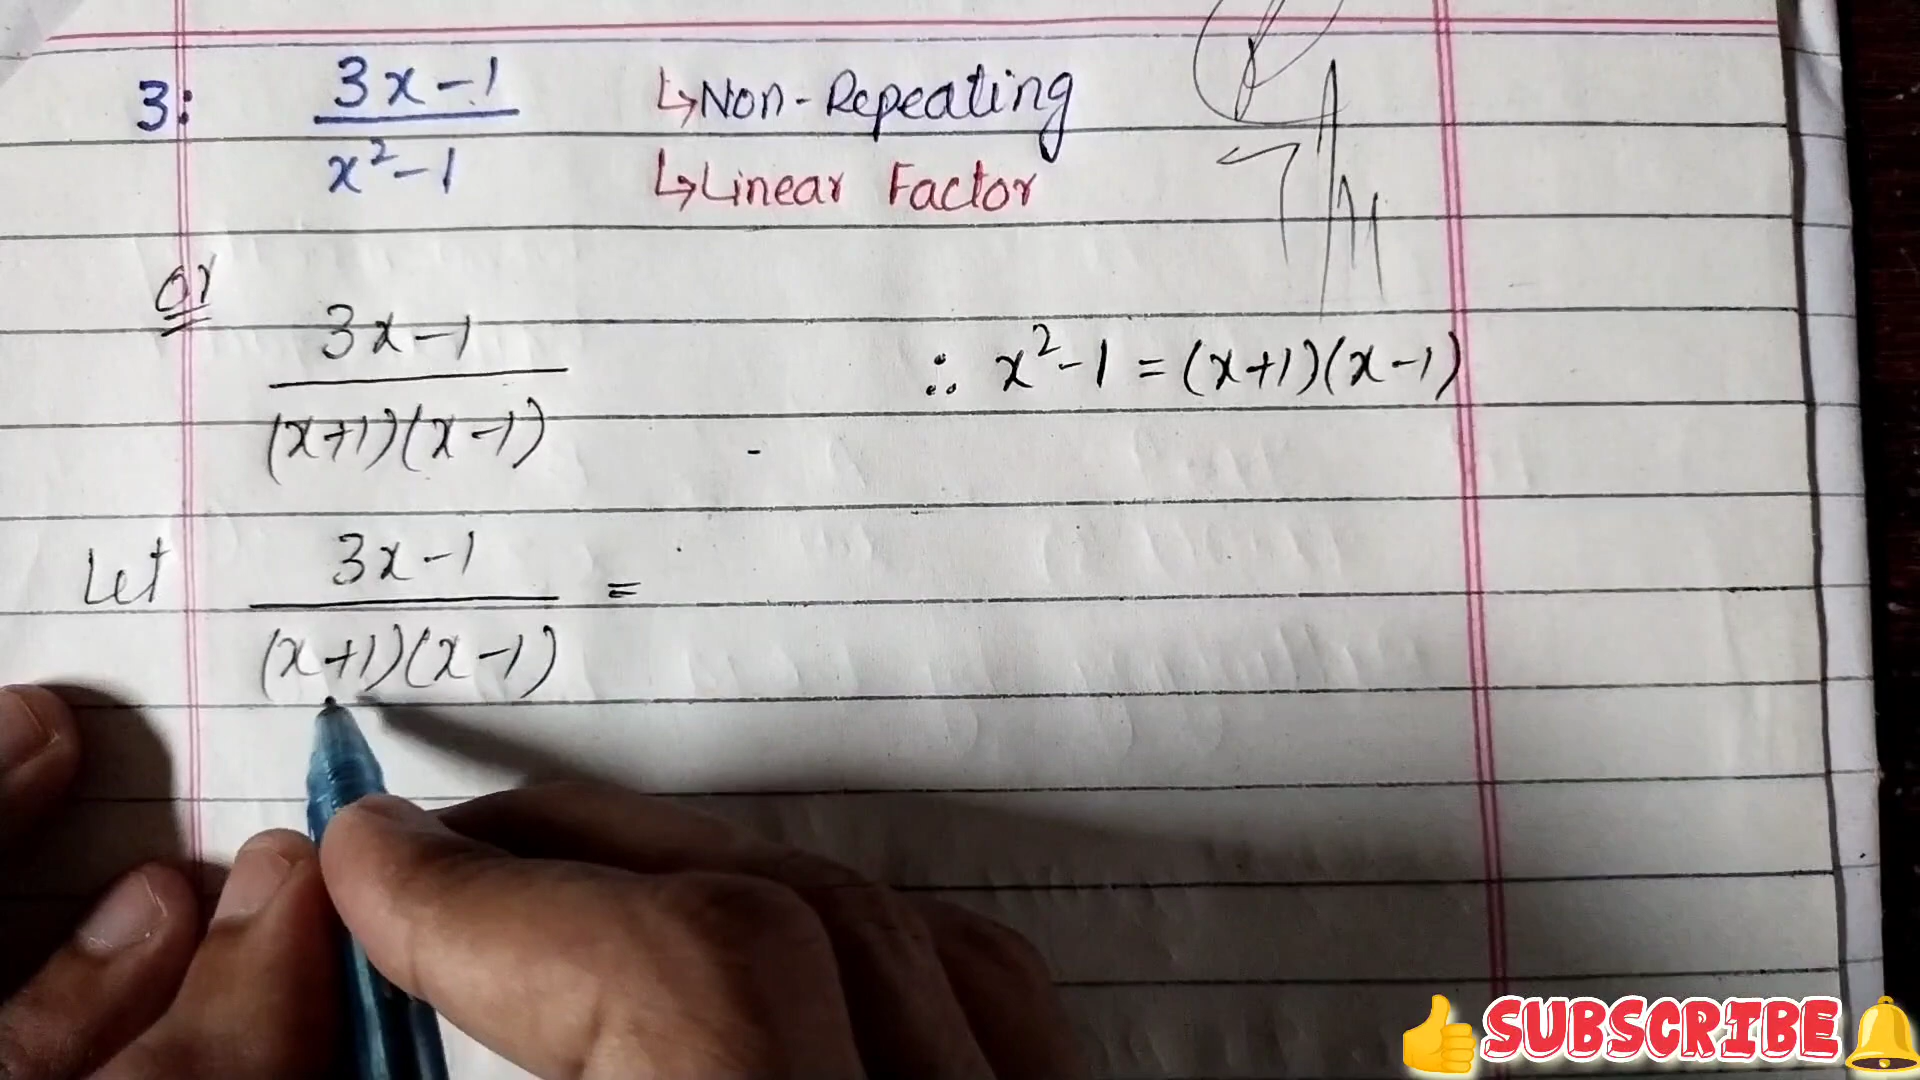 3: 3x-1 / x²-1 ↳Non-Repeating
↳Linear Factor
or
3x-1 / (x+1)(x-1) ∴ x²-1 = (x+1)(x-1)
Let 3x-1 / (x+1)(x-1) =
SUBSCRIBE